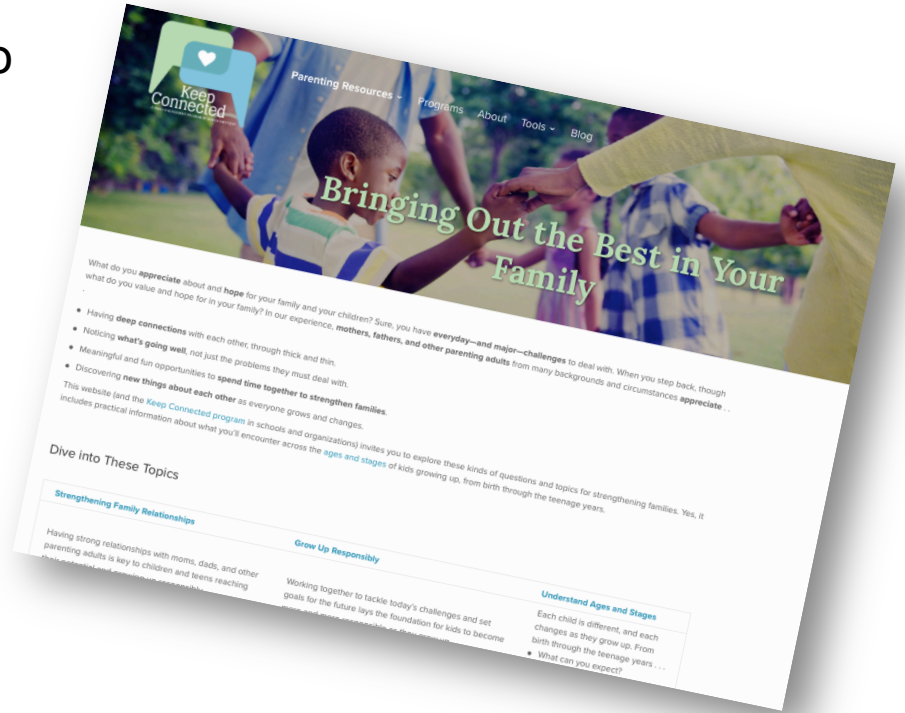 o
Keep
Connected
Parenting Resources
Programs
About
Tools
Blog
Bringing Out the Best in Your
Family
What do you appreciate about and hope for your family and your children? Sure, you have everyday—and major—challenges to deal with. When you step back, though
what do you value and hope for in your family? In our experience, mothers, fathers, and other parenting adults from many backgrounds and circumstances appreciate . .
.
• Having deep connections with each other, through thick and thin.
• Noticing what's going well, not just the problems they must deal with.
• Meaningful and fun opportunities to spend time together to strengthen families.
• Discovering new things about each other as everyone grows and changes.
This website (and the Keep Connected program in schools and organizations) invites you to explore these kinds of questions and topics for strengthening families. Yes, it
includes practical information about what you'll encounter across the ages and stages of kids growing up, from birth through the teenage years.
Dive into These Topics
Strengthening Family Relationships
Having strong relationships with moms, dads, and other
parenting adults is key to children and teens reaching
Grow Up Responsibly
Working together to tackle today's challenges and set
goals for the future lays the foundation for kids to become
Understand Ages and Stages
Each child is different, and each
changes as they grow up. From
birth through the teenage years . . .
• What can you expect?